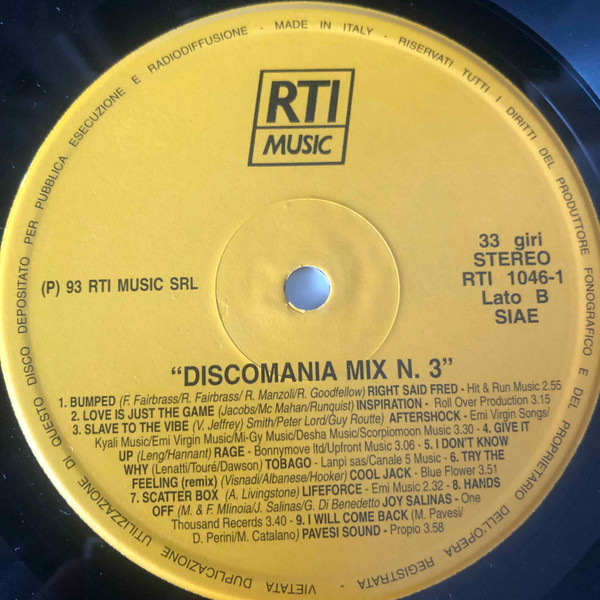 QUESTO DISCO DEPOSITATO PER PUBBLICA ESECUZIONE E RADIODIFFUSIONE - MADE IN ITALY - RISERVATI TUTTI I DIRITTI DEL PRODUTTORE FONOGRAFICO E DEL PROPRIETARIO DELL'OPERA REGISTRATA - VIETATA DUPLICAZIONE UTILIZZAZIONE DI
RTI
MUSIC
(P) 93 RTI MUSIC SRL
33 giri
STEREO
RTI 1046-1
Lato B
SIAE
"DISCOMANIA MIX N. 3"
1. BUMPED (F. Fairbrass/ R. Fairbrass/ R. Manzoli/ R. Goodfellow) RIGHT SAID FRED - Hit & Run Music 2.55
2. LOVE IS JUST THE GAME (Jacobs/Mc Mahan/Runquist) INSPIRATION - Roll Over Production 3.15
3. SLAVE TO THE VIBE (V. Jeffrey) Smith/Peter Lord/Guy Routte) AFTERSHOCK - Emi Virgin Songs/
Kyali Music/Emi Virgin Music/Mi-Gy Music/Desha Music/Scorpiomoon Music 3.30 - 4. GIVE IT
UP (Leng/Hannant) RAGE - Bonnymove ltd/Upfront Music 3.06 - 5. I DON'T KNOW
WHY (Lenatti/Touré/Dawson) TOBAGO - Lanpi sas/Canale 5 Music - 6. TRY THE
FEELING (remix) (Visnadi/Albanese/Hooker) COOL JACK - Blue Flower 3.51
7. SCATTER BOX (A. Livingstone) LIFEFORCE - Emi Music 2.32 - 8. HANDS
OFF (M. & F. Mlinoia/J. Salinas/G. Di Benedetto JOY SALINAS - One
Thousand Records 3.40 - 9. I WILL COME BACK (M. Pavesi/
D. Perini/M. Catalano) PAVESI SOUND - Propio 3.58